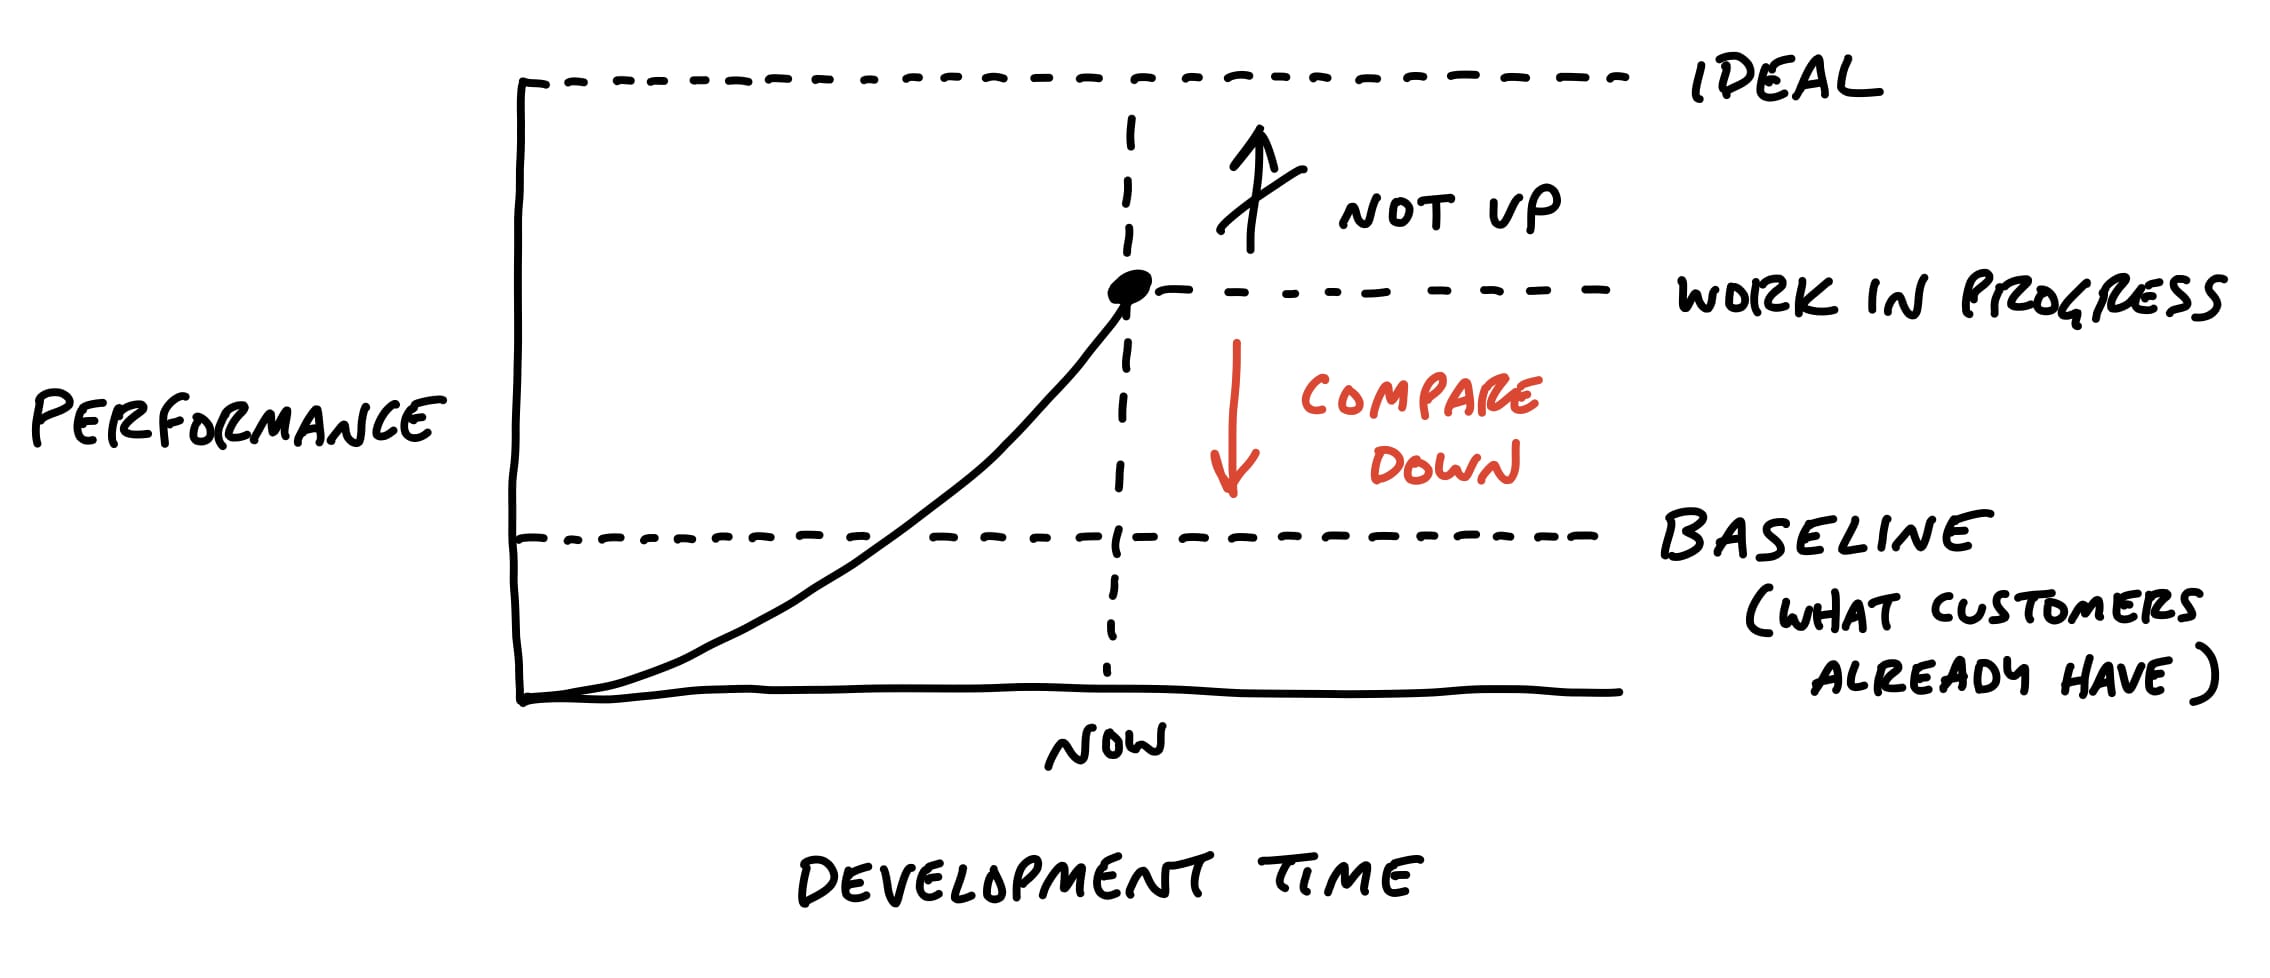 IDEAL
NOT UP
WORK IN PROGRESS
PERFORMANCE
COMPARE
DOWN
BASELINE
(WHAT CUSTOMERS
ALREADY HAVE)
NOW
DEVELOPMENT TIME